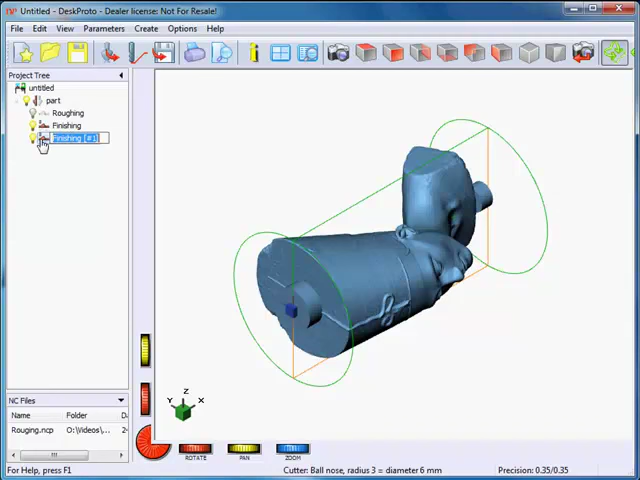 Untitled - DeskProto - Dealer license: Not For Resale!
File Edit View Parameters Create Options Help
Project Tree
untitled
part
Roughing
Finishing
Finishing [#1]
NC Files
Name Folder D
Rouging.ncp O:\Videos\... 2
Z
Y X
ROTATE PAN ZOOM
For Help, press F1 Cutter: Ball nose, radius 3 = diameter 6 mm Precision: 0.35/0.35